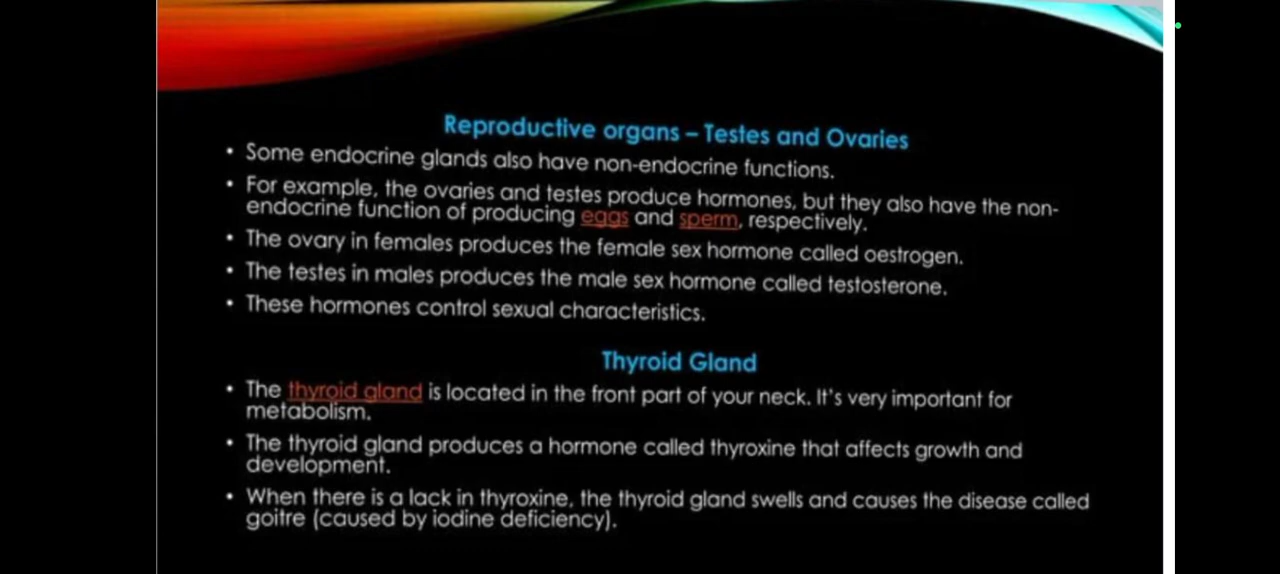 Reproductive organs – Testes and Ovaries
• Some endocrine glands also have non-endocrine functions.
• For example, the ovaries and testes produce hormones, but they also have the non-
endocrine function of producing eggs and sperm, respectively.
• The ovary in females produces the female sex hormone called oestrogen.
• The testes in males produces the male sex hormone called testosterone.
• These hormones control sexual characteristics.
Thyroid Gland
• The thyroid gland is located in the front part of your neck. It's very important for
metabolism.
• The thyroid gland produces a hormone called thyroxine that affects growth and
development.
• When there is a lack in thyroxine, the thyroid gland swells and causes the disease called
goitre (caused by iodine deficiency).